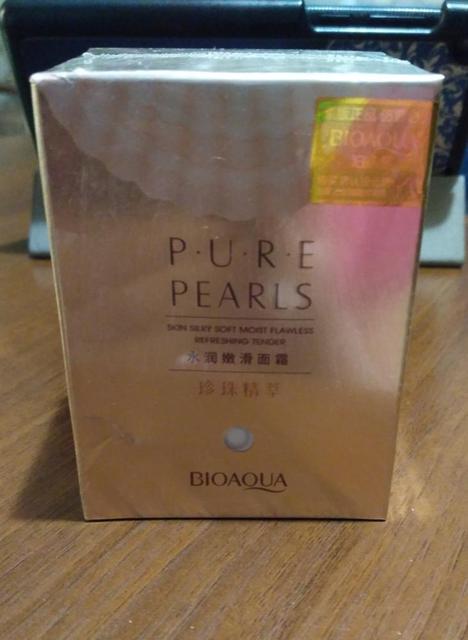 BIOAQUA
P·U·R·E
PEARLS
SKIN SILKY SOFT MOIST FLAWLESS
REFRESHING TENDER
水润嫩滑面霜
珍珠精萃
BIOAQUA